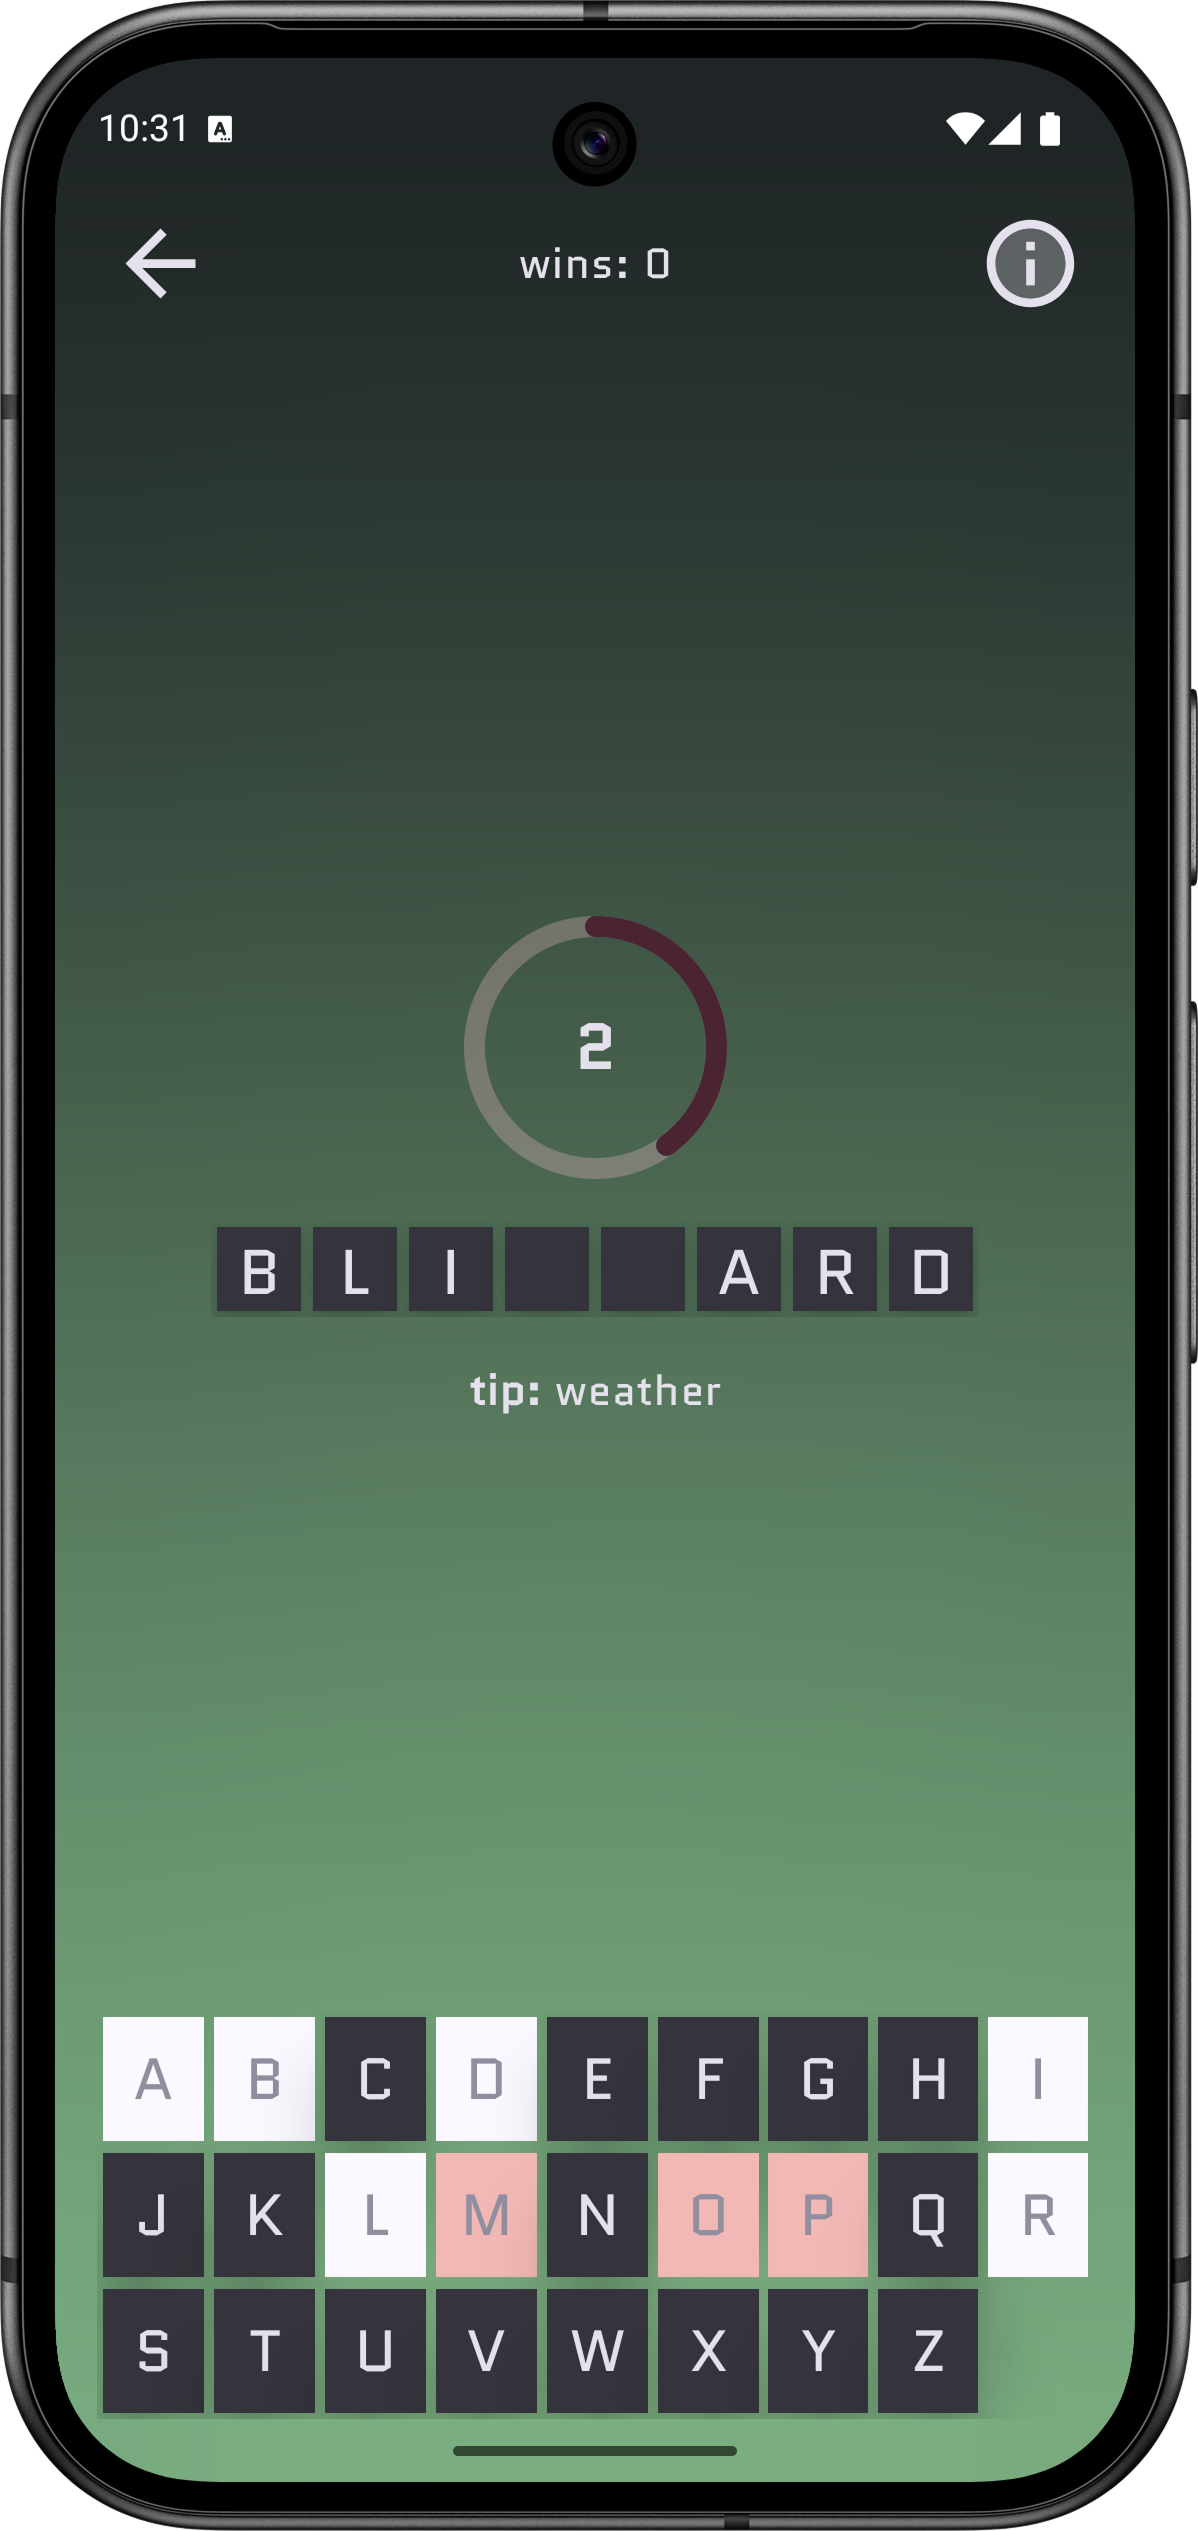 10:31 A
wins: 0
2
B L I A R D
tip: weather
A B C D E F G H I
J K L M N O P Q R
S T U V W X Y Z